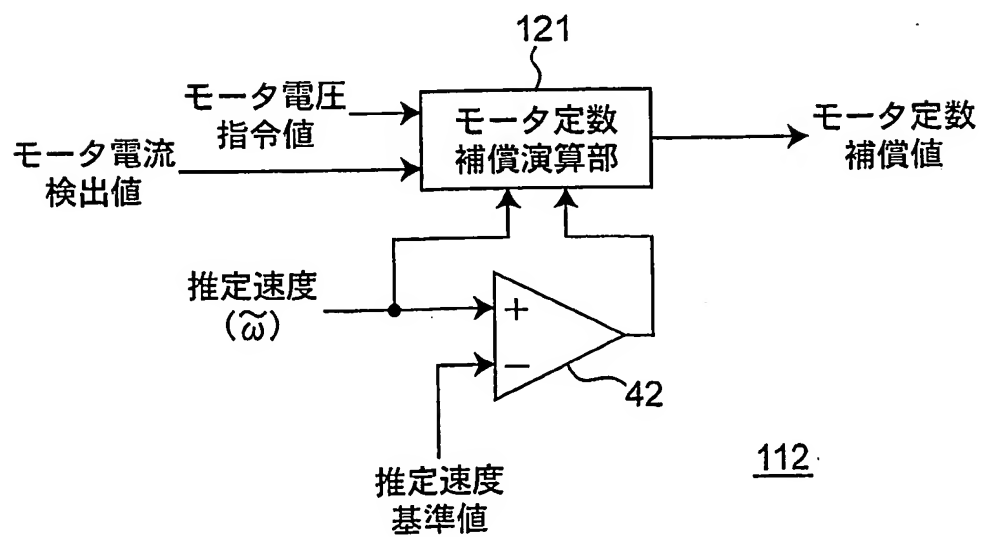 121
モータ電圧
指令値
モータ電流
検出値
モータ定数
補償演算部
モータ定数
補償値
推定速度
(ω̃)
+
−
42
推定速度
基準値
112